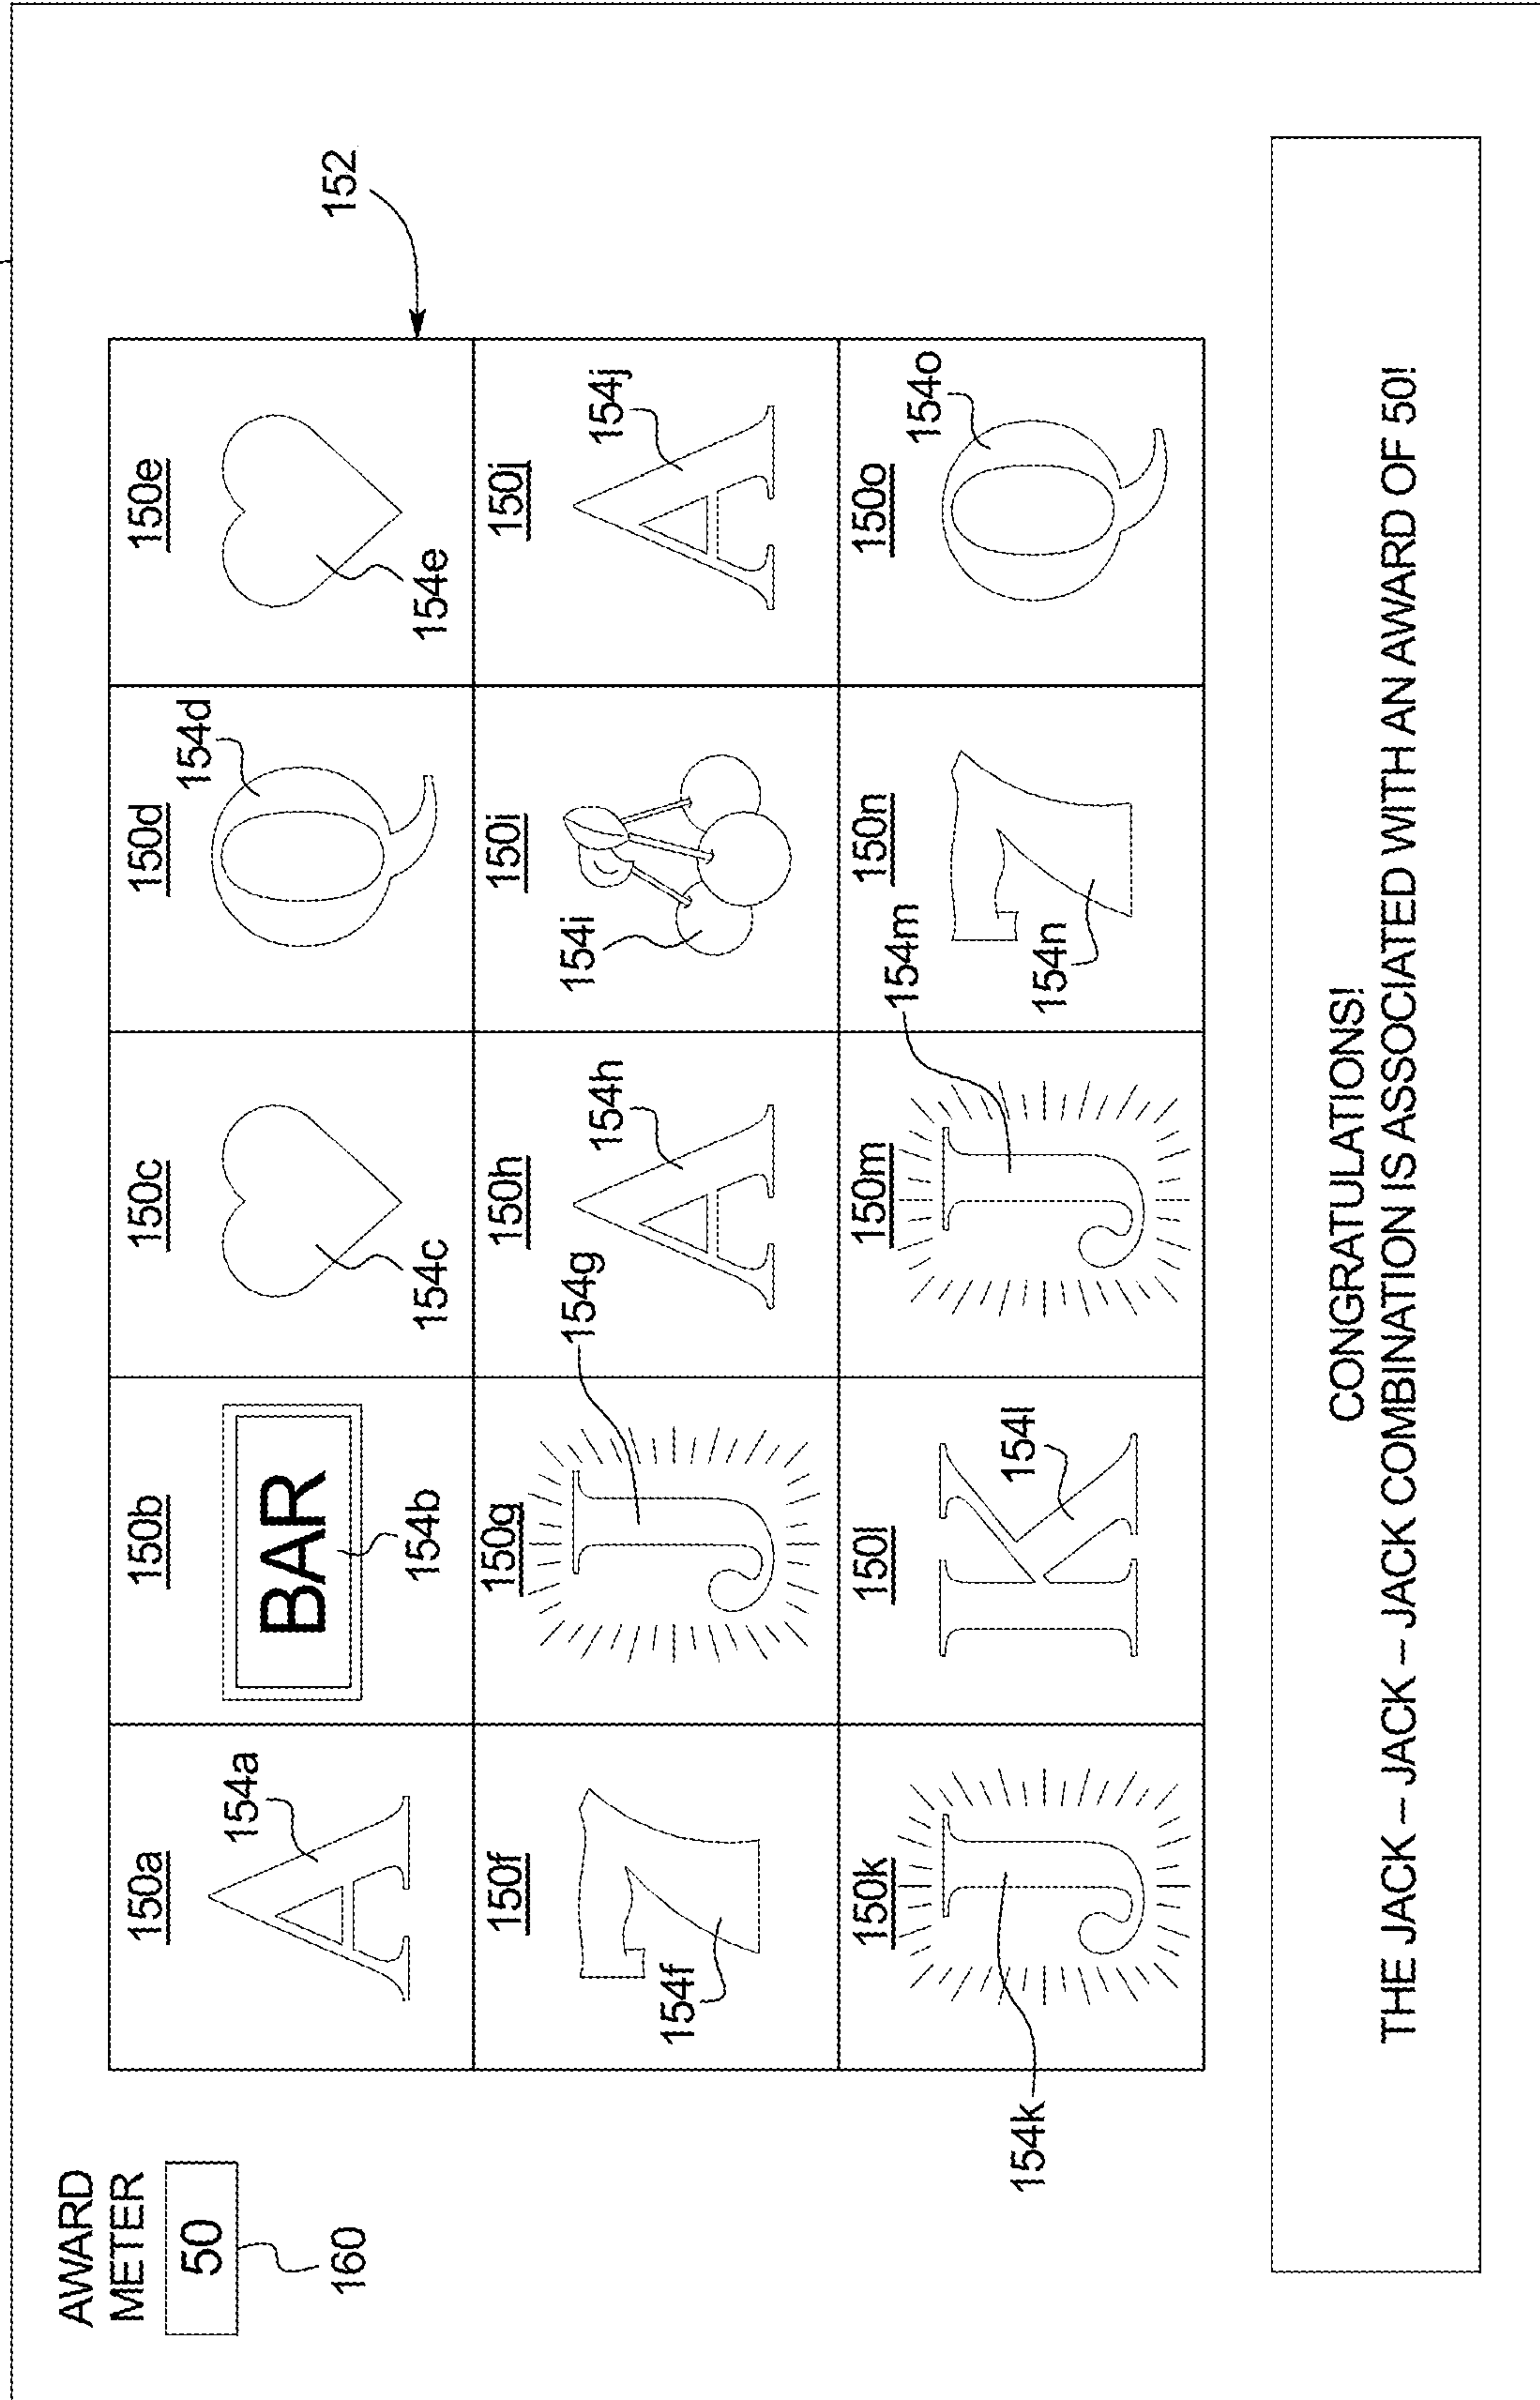 AWARD
METER
50
160
152
150a
150b
150c
150d
150e
154a
BAR
154b
154c
154d
154e
150f
150g
150h
150i
150j
7
154f
J
154g
A
154h
154i
A
154j
150k
150l
150m
150n
150o
J
154k
K
154l
J
154m
7
154n
Q
154o
A
Q
CONGRATULATIONS!
THE JACK – JACK – JACK COMBINATION IS ASSOCIATED WITH AN AWARD OF 50!